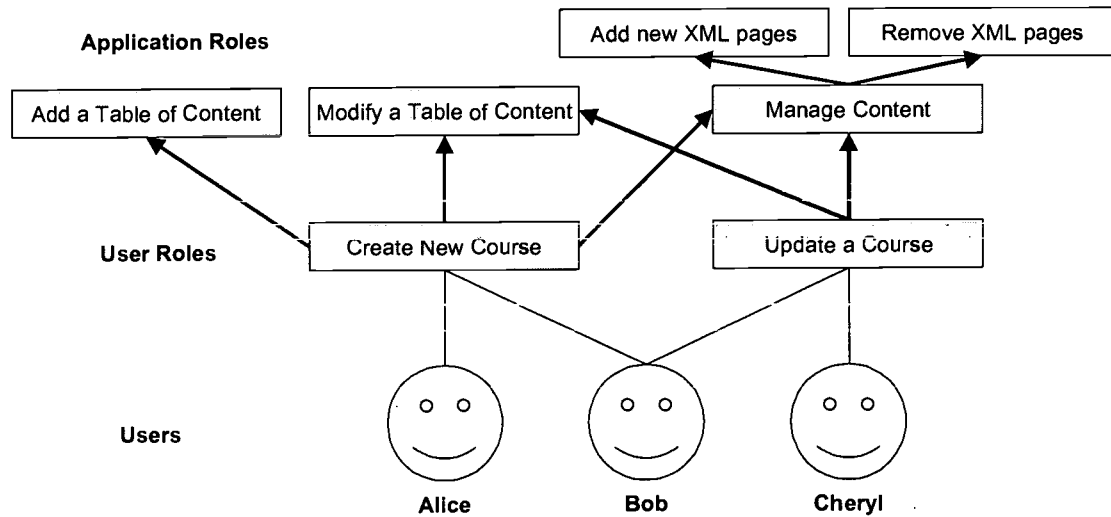 Application Roles
Add new XML pages
Remove XML pages
Add a Table of Content
Modify a Table of Content
Manage Content
User Roles
Create New Course
Update a Course
Users
Alice
Bob
Cheryl